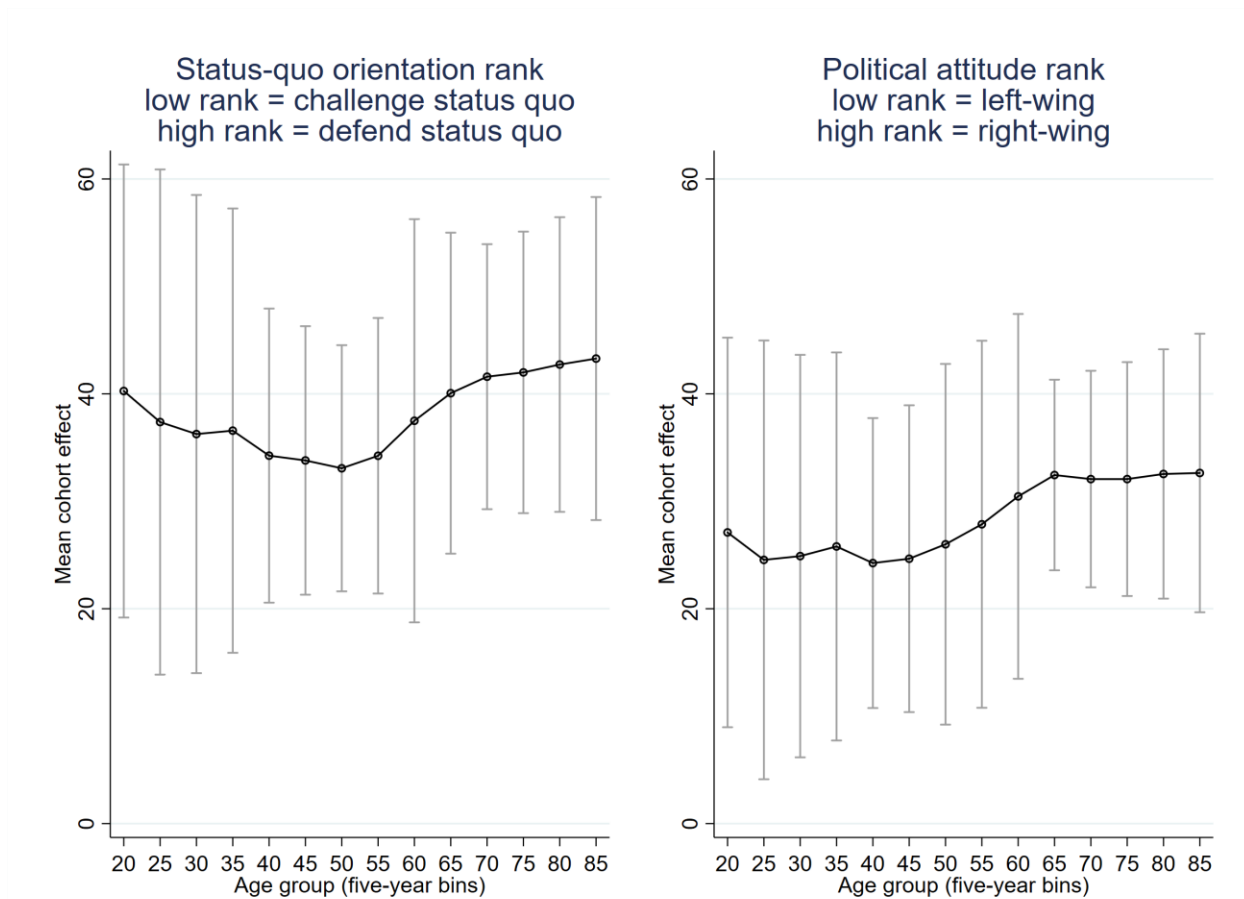 Status-quo orientation rank
low rank = challenge status quo
high rank = defend status quo
60
40
20
0
Mean cohort effect
20 25 30 35 40 45 50 55 60 65 70 75 80 85
Age group (five-year bins)
Political attitude rank
low rank = left-wing
high rank = right-wing
60
40
20
0
Mean cohort effect
20 25 30 35 40 45 50 55 60 65 70 75 80 85
Age group (five-year bins)